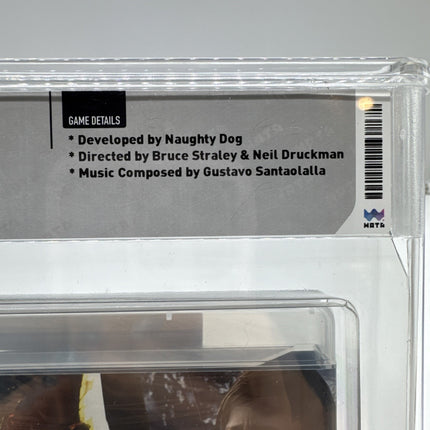 GAME DETAILS
* Developed by Naughty Dog
* Directed by Bruce Straley & Neil Druckman
* Music Composed by Gustavo Santaolalla
WATA